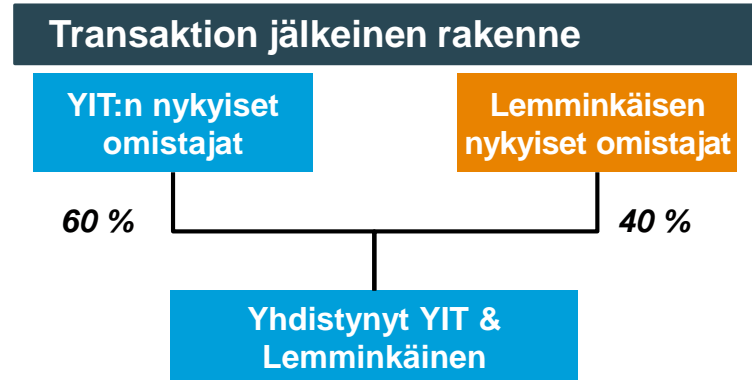 Transaktion jälkeinen rakenne
YIT:n nykyiset
omistajat
Lemminkäisen
nykyiset omistajat
60 %
40 %
Yhdistynyt YIT &
Lemminkäinen